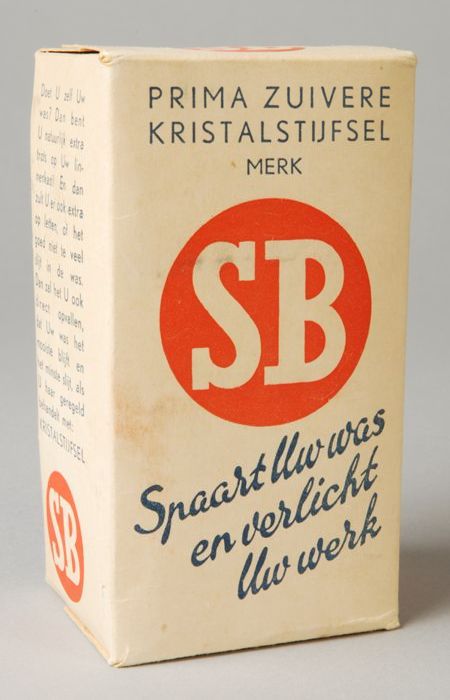 PRIMA ZUIVERE
KRISTALSTIJFSEL
MERK
SB
Spaart Uw was
en verlicht
Uw werk
Doet U zelf Uw
was? Dan bent
U natuurlijk extra
trots op Uw lin-
nenkast! En dan
zult U er ook extra
op letten, of het
goed niet te veel
slijt in de was.
Dan zal het U ook
direct opvallen,
dat Uw was het
mooiste blijft en
het minste slijt, als
U haar geregeld
behandelt met:
KRISTALSTIJFSEL
SB